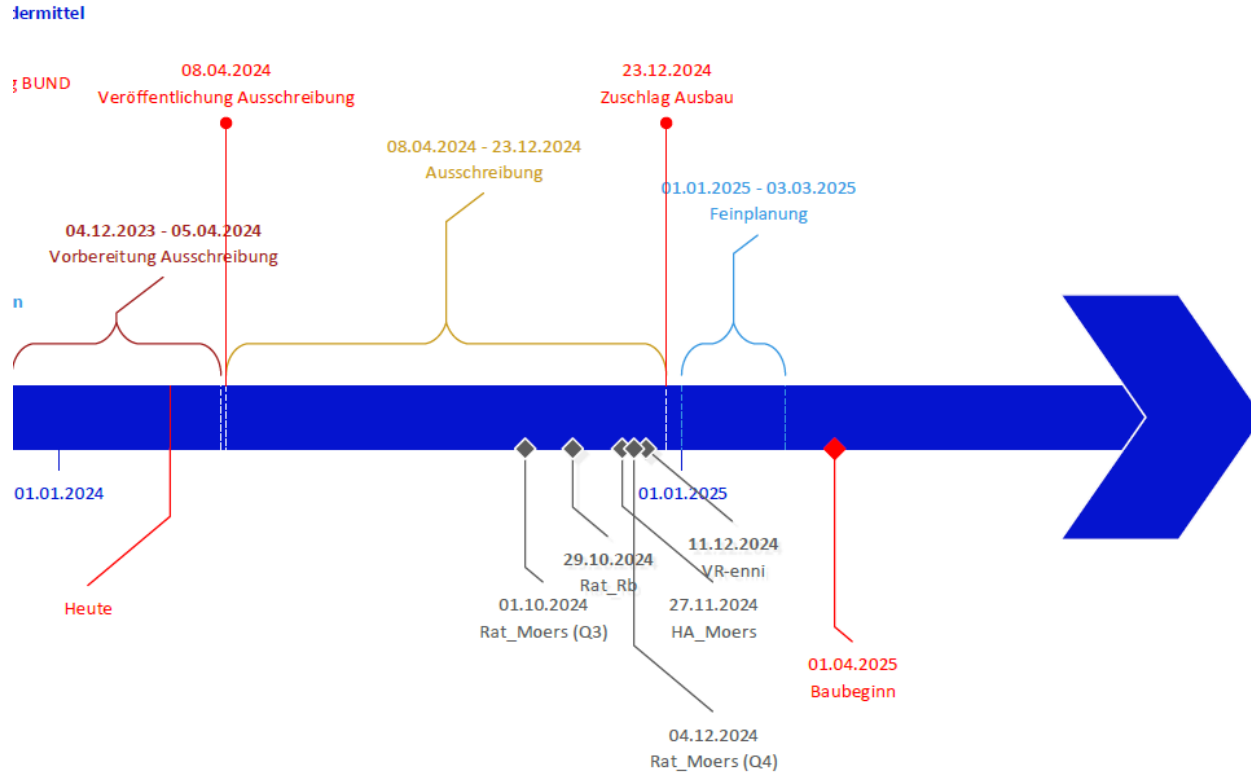 dermittel
08.04.2024
Veröffentlichung Ausschreibung
BUND
23.12.2024
Zuschlag Ausbau
08.04.2024 - 23.12.2024
Ausschreibung
01.01.2025 - 03.03.2025
Feinplanung
04.12.2023 - 05.04.2024
Vorbereitung Ausschreibung
n
01.01.2024
01.01.2025
Heute
29.10.2024
Rat_Rb
11.12.2024
VR-enni
01.10.2024
Rat_Moers (Q3)
27.11.2024
HA_Moers
01.04.2025
Baubeginn
04.12.2024
Rat_Moers (Q4)